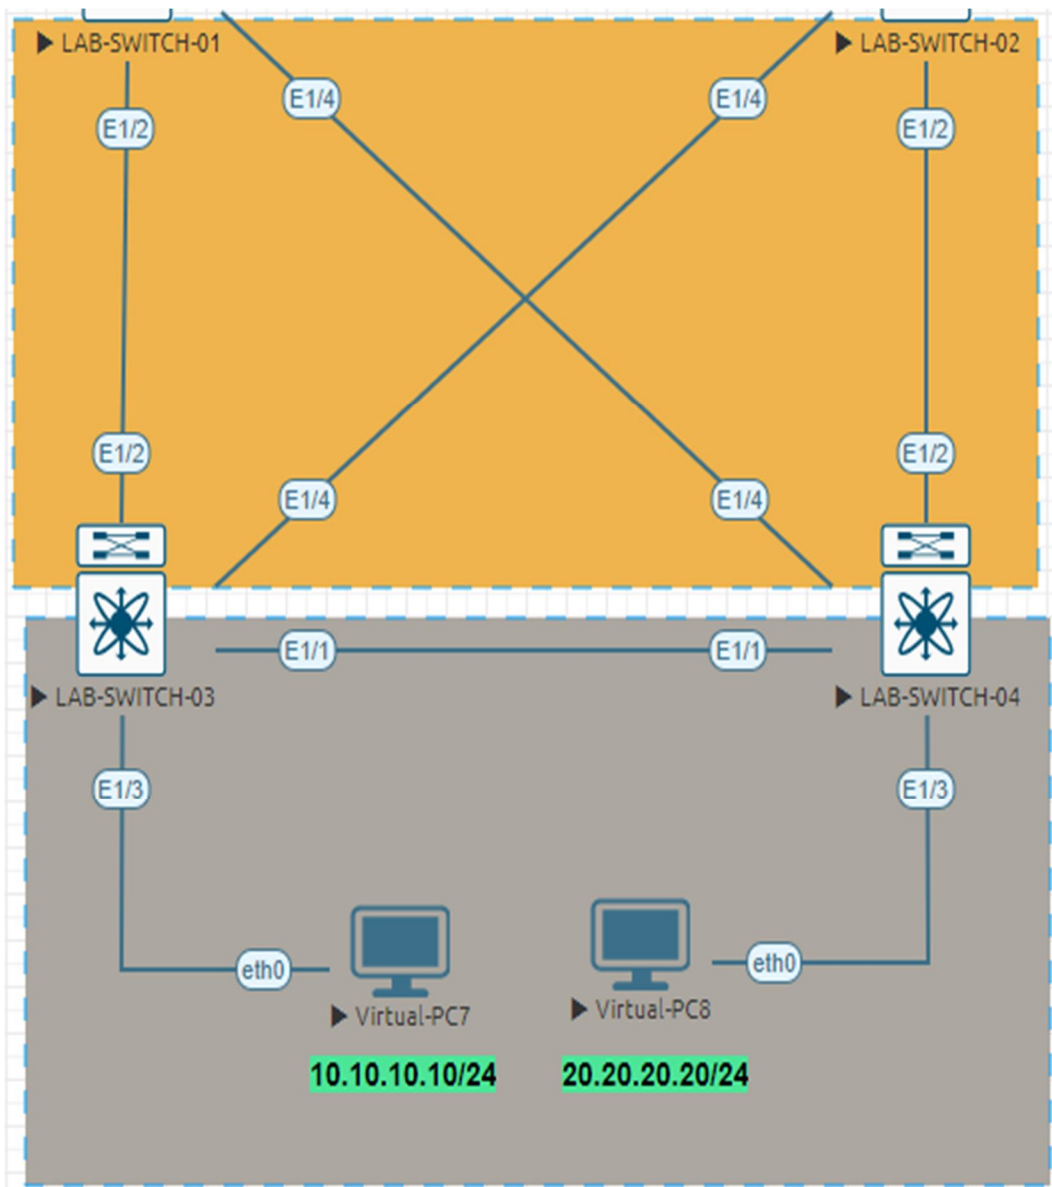 LAB-SWITCH-01
LAB-SWITCH-02
E1/4
E1/4
E1/2
E1/2
E1/2
E1/2
E1/4
E1/4
E1/1
E1/1
LAB-SWITCH-03
LAB-SWITCH-04
E1/3
E1/3
eth0
eth0
Virtual-PC7
Virtual-PC8
10.10.10.10/24
20.20.20.20/24